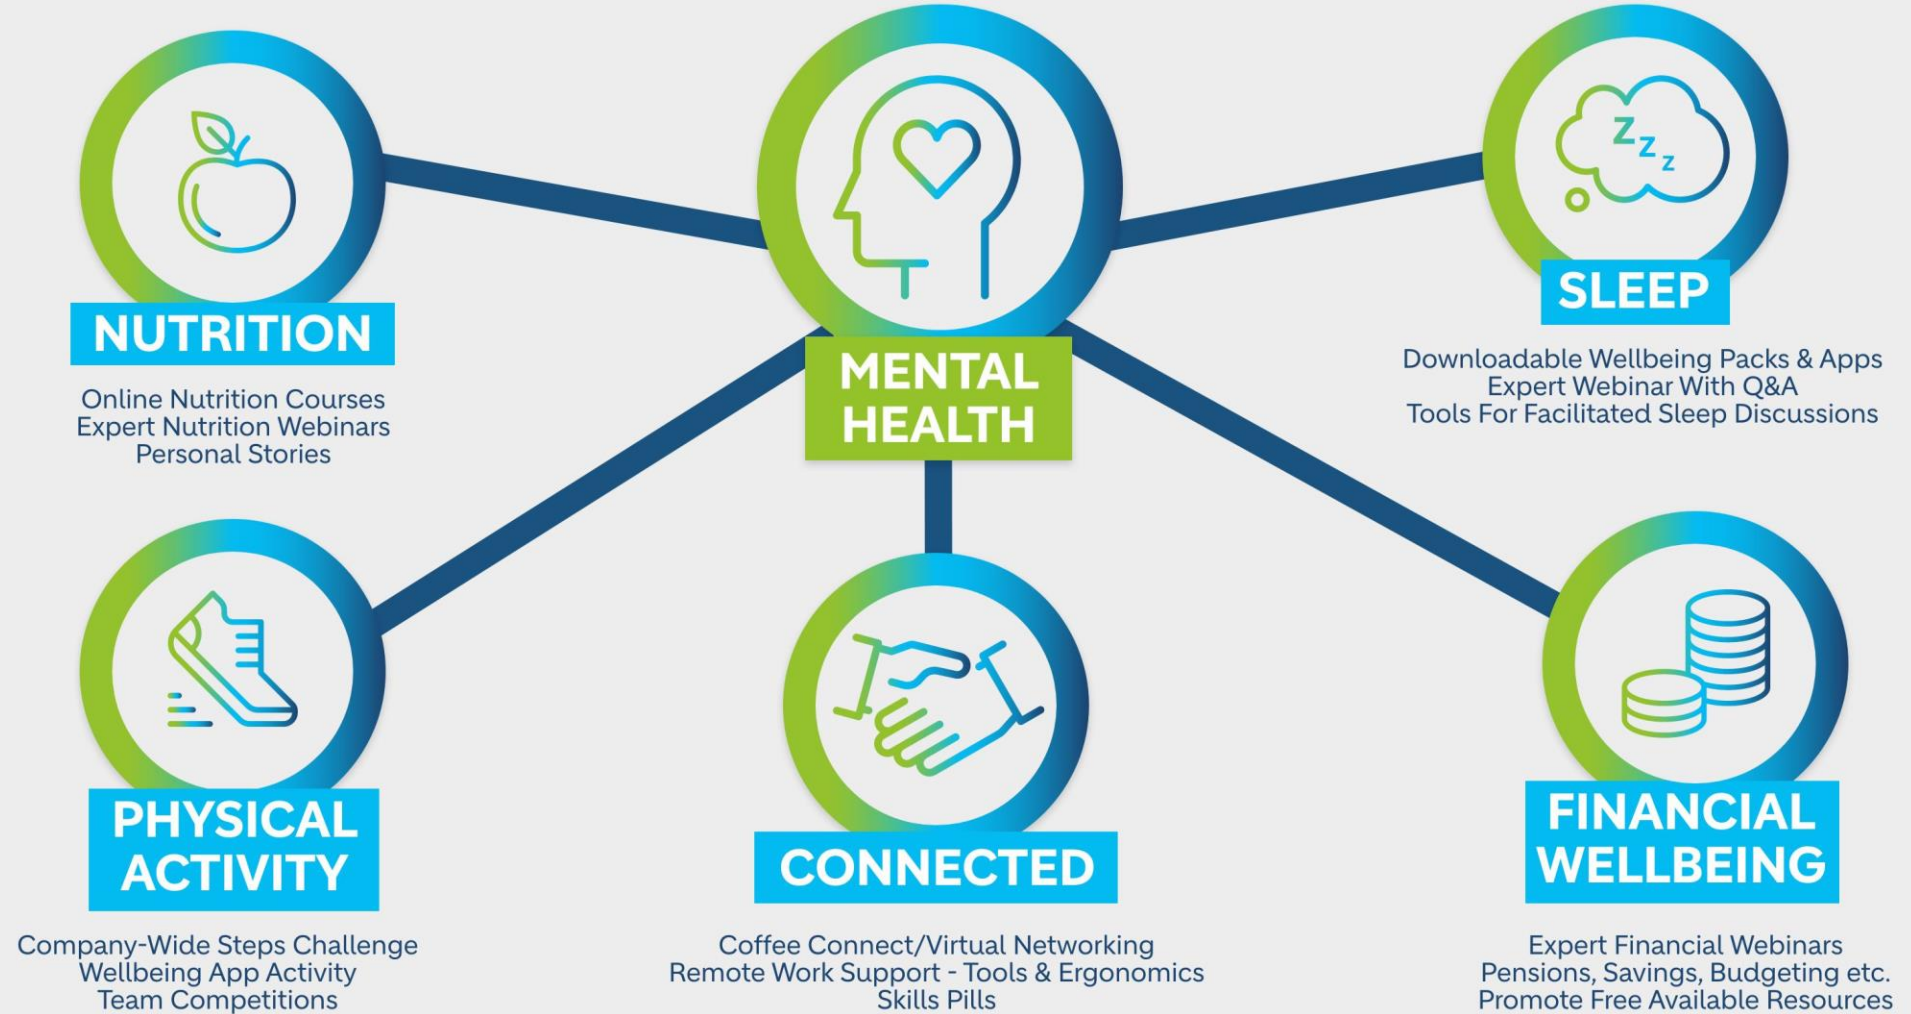 NUTRITION
Online Nutrition Courses
Expert Nutrition Webinars
Personal Stories
MENTAL
HEALTH
Zzz
SLEEP
Downloadable Wellbeing Packs & Apps
Expert Webinar With Q&A
Tools For Facilitated Sleep Discussions
PHYSICAL
ACTIVITY
Company-Wide Steps Challenge
Wellbeing App Activity
Team Competitions
CONNECTED
Coffee Connect/Virtual Networking
Remote Work Support - Tools & Ergonomics
Skills Pills
FINANCIAL
WELLBEING
Expert Financial Webinars
Pensions, Savings, Budgeting etc.
Promote Free Available Resources